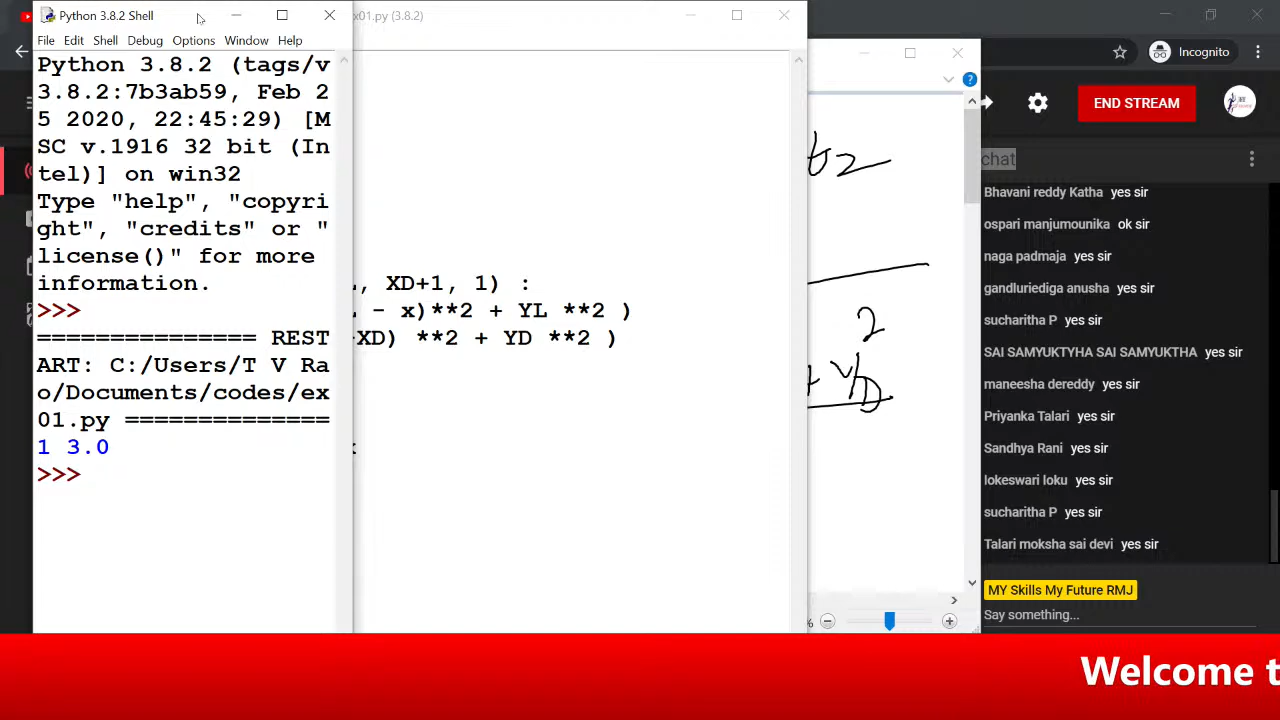 Python 3.8.2 Shell
File Edit Shell Debug Options Window Help
Python 3.8.2 (tags/v
3.8.2:7b3ab59, Feb 2
5 2020, 22:45:29) [M
SC v.1916 32 bit (In
tel)] on win32
Type "help", "copyri
ght", "credits" or "
license()" for more
information.
>>>
=============== REST
ART: C:/Users/T V Ra
o/Documents/codes/ex
01.py ==============
1 3.0
>>>
x01.py (3.8.2)
, XD+1, 1) :
- x)**2 + YL **2 )
XD) **2 + YD **2 )
2
%
Incognito
END STREAM
chat
Bhavani reddy Katha yes sir
ospari manjumounika ok sir
naga padmaja yes sir
gandluriediga anusha yes sir
sucharitha P yes sir
SAI SAMYUKTYHA SAI SAMYUKTHA yes sir
maneesha dereddy yes sir
Priyanka Talari yes sir
Sandhya Rani yes sir
lokeswari loku yes sir
sucharitha P yes sir
Talari moksha sai devi yes sir
MY Skills My Future RMJ
Say something...
Welcome t